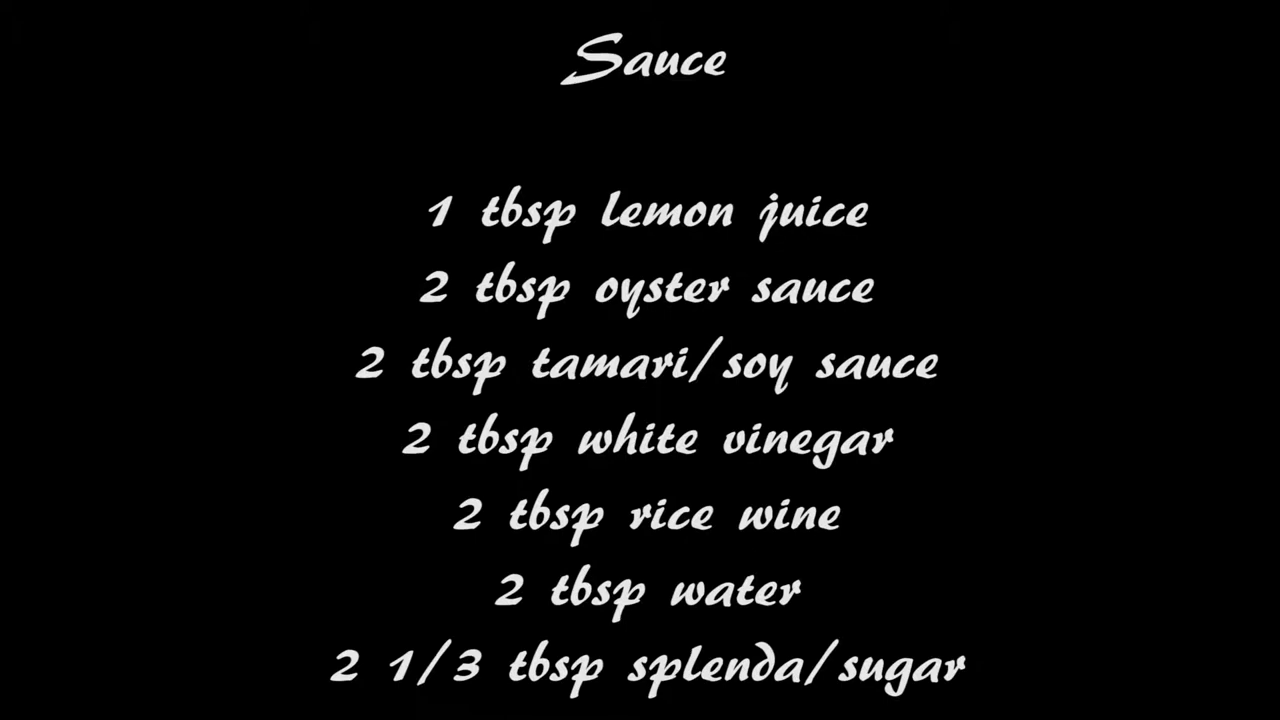 Sauce
1 tbsp lemon juice
2 tbsp oyster sauce
2 tbsp tamari/soy sauce
2 tbsp white vinegar
2 tbsp rice wine
2 tbsp water
2 1/3 tbsp splenda/sugar